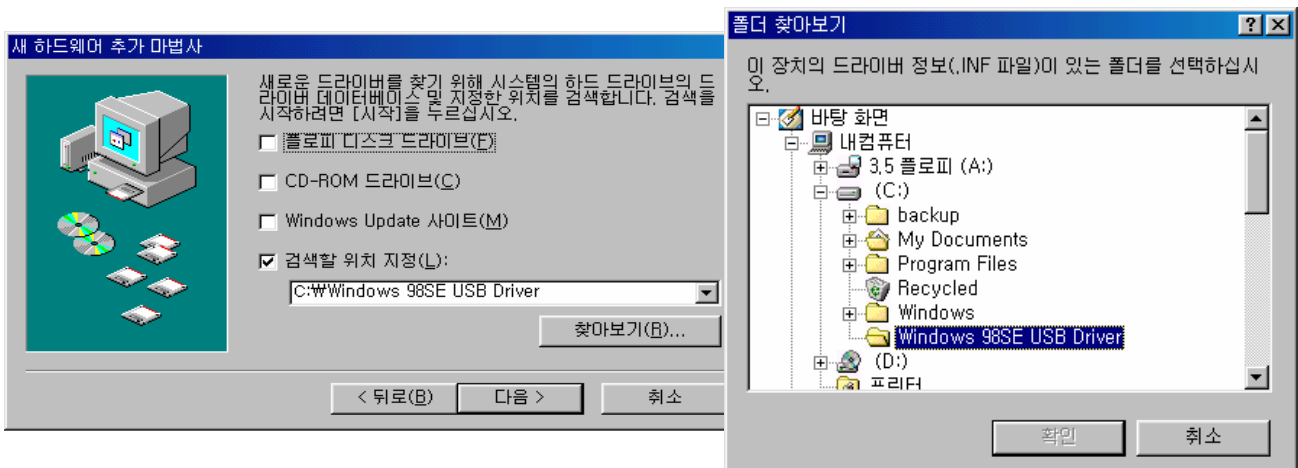 새 하드웨어 추가 마법사
새로운 드라이버를 찾기 위해 시스템의 하드 드라이브의 드
라이버 데이터베이스 및 지정한 위치를 검색합니다. 검색을
시작하려면 [시작]을 누르십시오.
플로피 디스크 드라이브(F)
CD-ROM 드라이브(C)
Windows Update 사이트(M)
검색할 위치 지정(L):
C:₩Windows 98SE USB Driver
찾아보기(R)...
< 뒤로(B)
다음 >
취소
폴더 찾아보기
이 장치의 드라이버 정보(.INF 파일)이 있는 폴더를 선택하십시
오.
바탕 화면
내컴퓨터
3.5 플로피 (A:)
(C:)
backup
My Documents
Program Files
Recycled
Windows
Windows 98SE USB Driver
(D:)
프린터
확인
취소